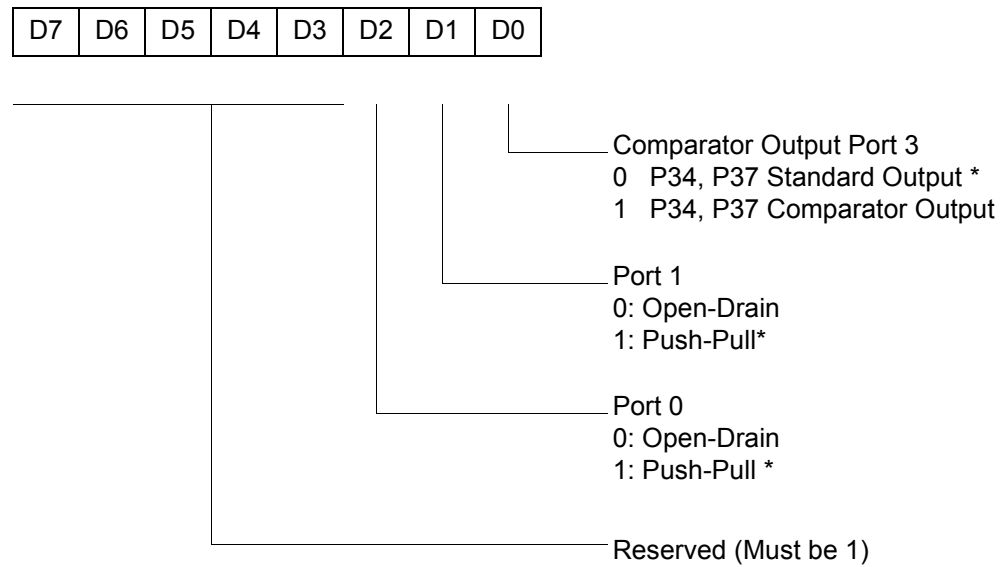 D7 D6 D5 D4 D3 D2 D1 D0
Comparator Output Port 3
0 P34, P37 Standard Output *
1 P34, P37 Comparator Output
Port 1
0: Open-Drain
1: Push-Pull*
Port 0
0: Open-Drain
1: Push-Pull *
Reserved (Must be 1)